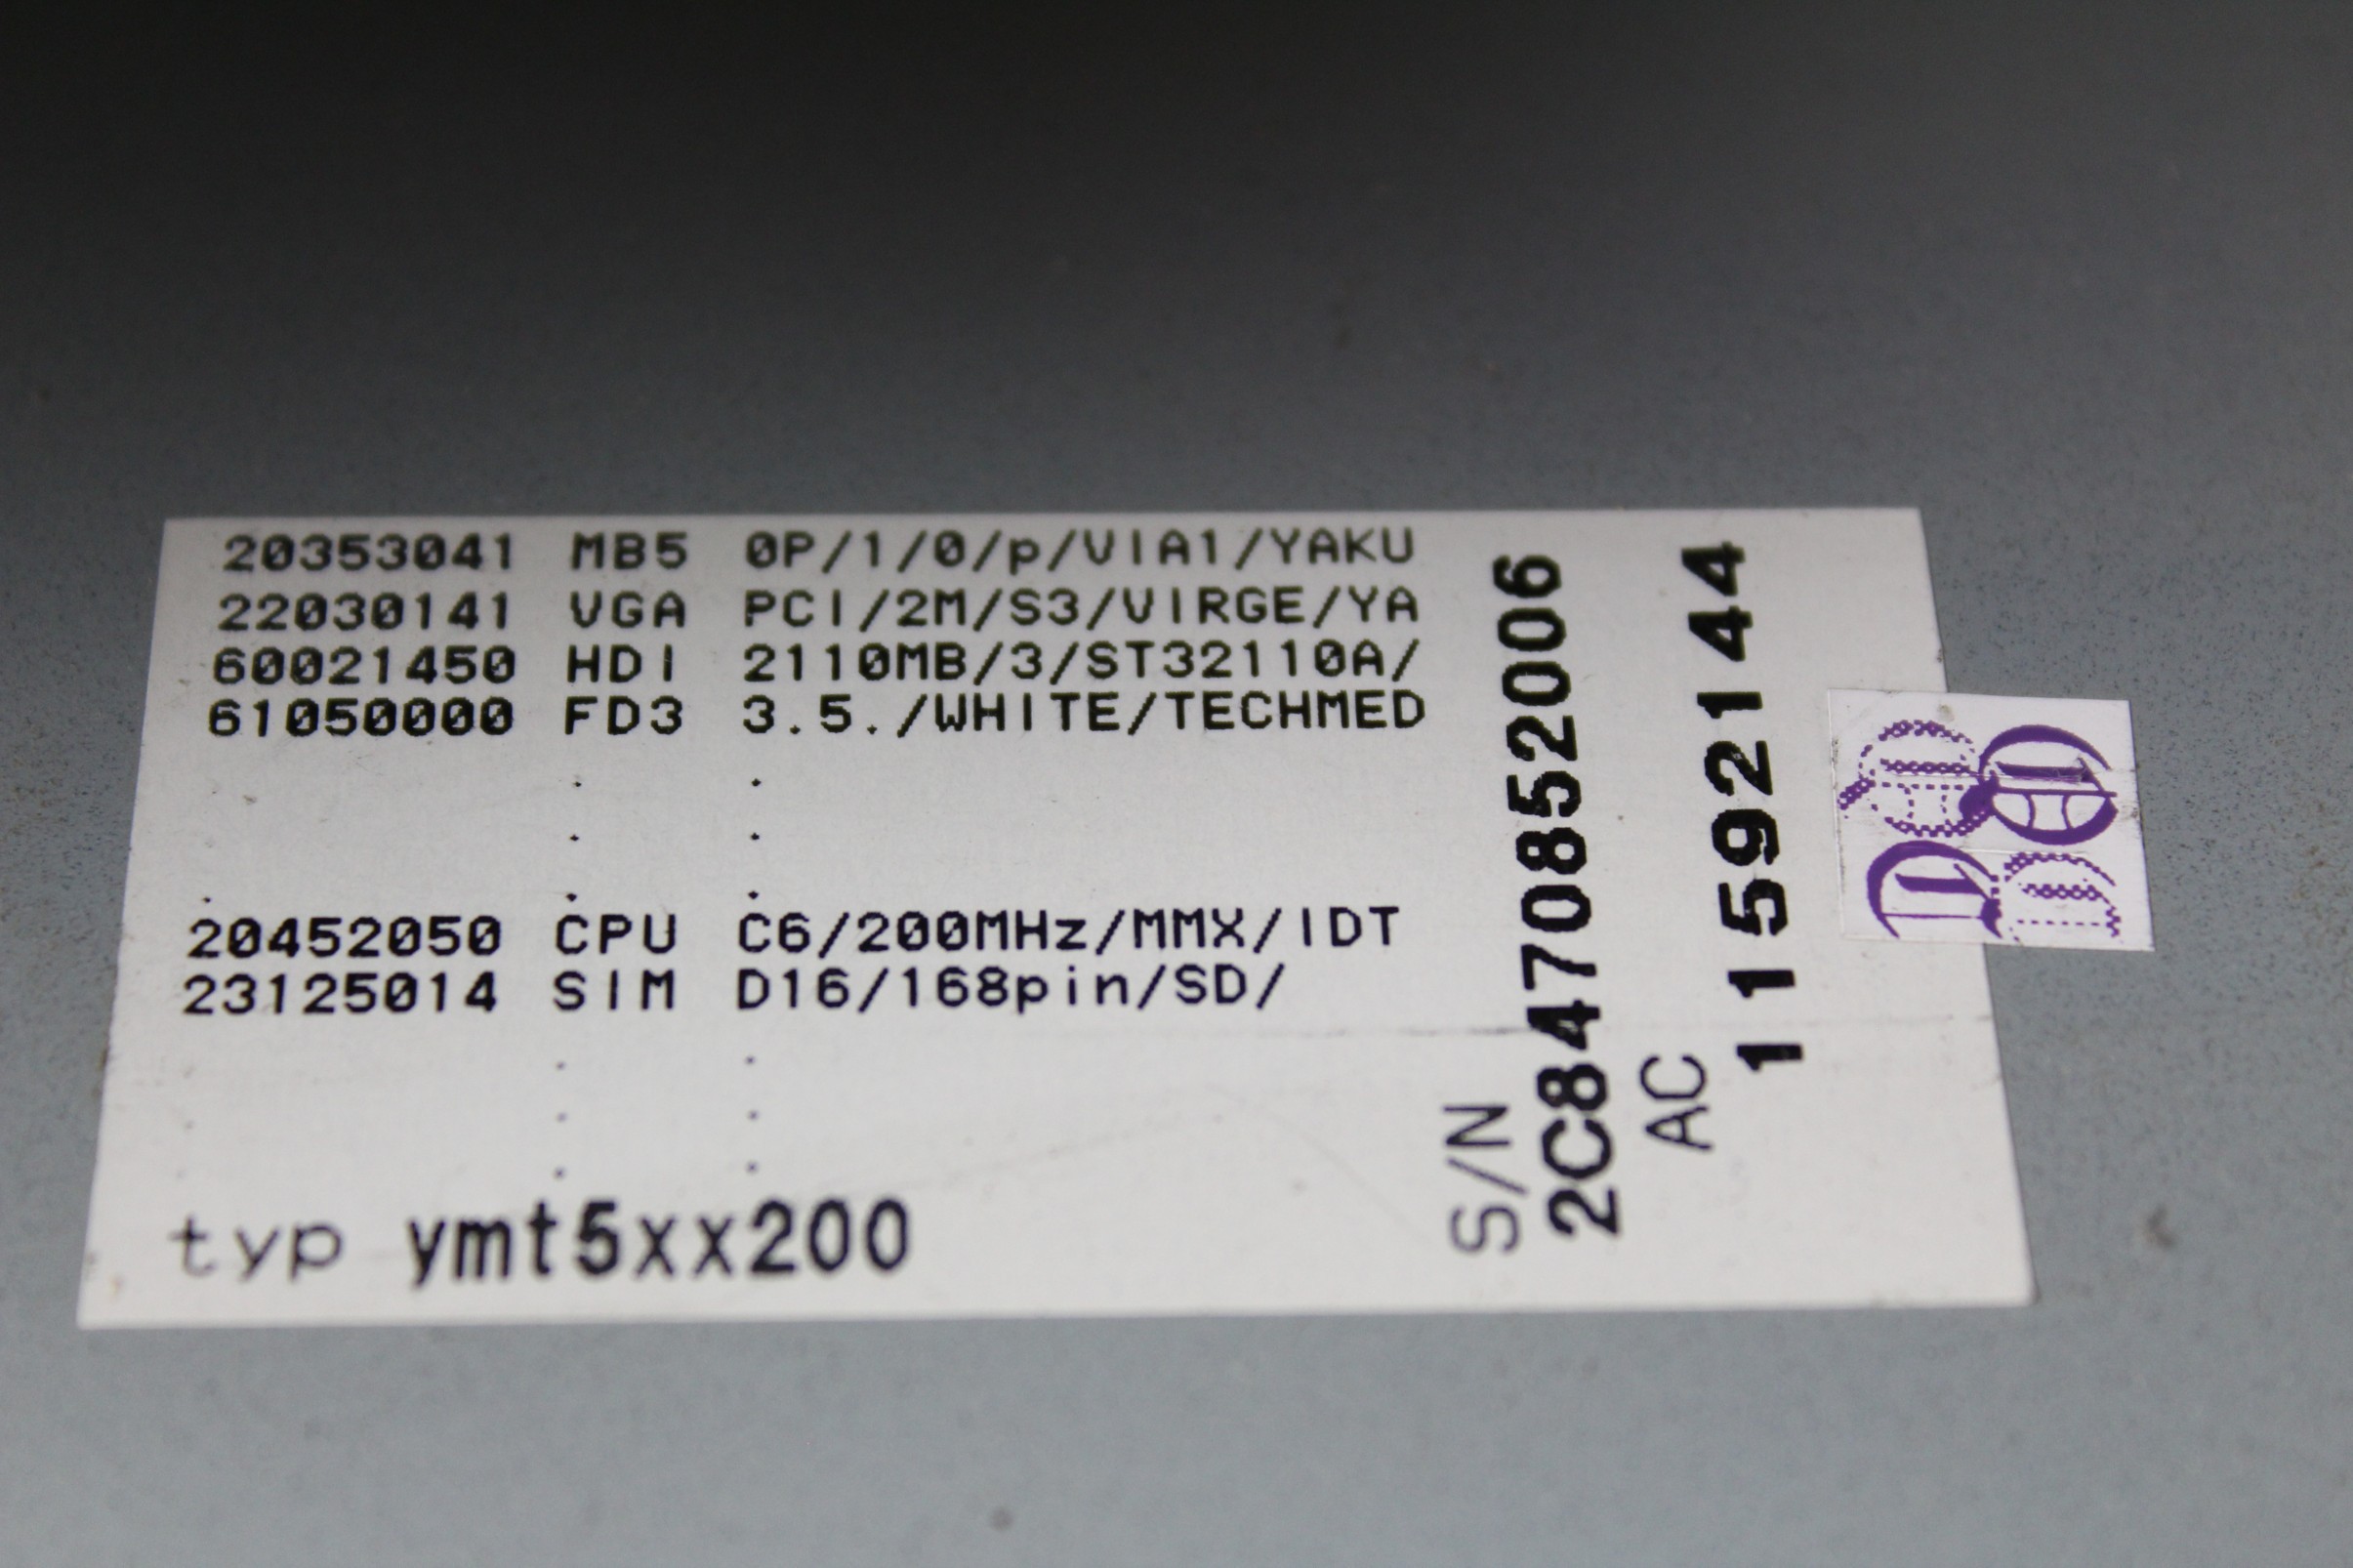 20353041 MB5 0P/1/0/p/VIA1/YAKU
22030141 VGA PCI/2M/S3/VIRGE/YA
60021450 HDI 2110MB/3/ST32110A/
61050000 FD3 3.5./WHITE/TECHMED
. .
. .
. . .
20452050 CPU C6/200MHz/MMX/IDT
23125014 SIM D16/168pin/SD/
. .
. . .
. .
typ ymt5xx200
S/N
2C8470852006
AC
11592144